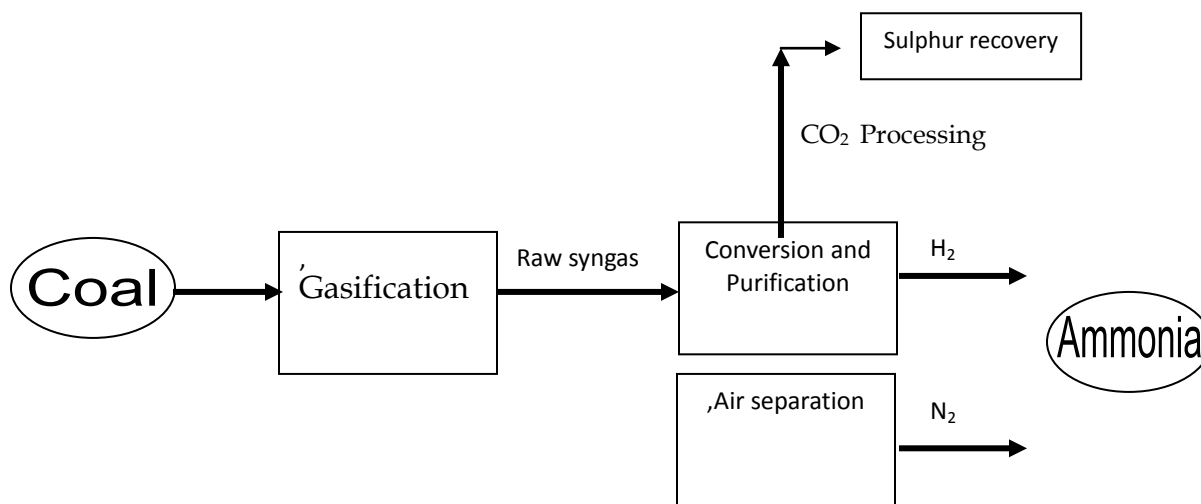 Sulphur recovery
CO₂ Processing
Coal
,
Gasification
Raw syngas
Conversion and
Purification
H₂
Ammonia
,Air separation
N₂